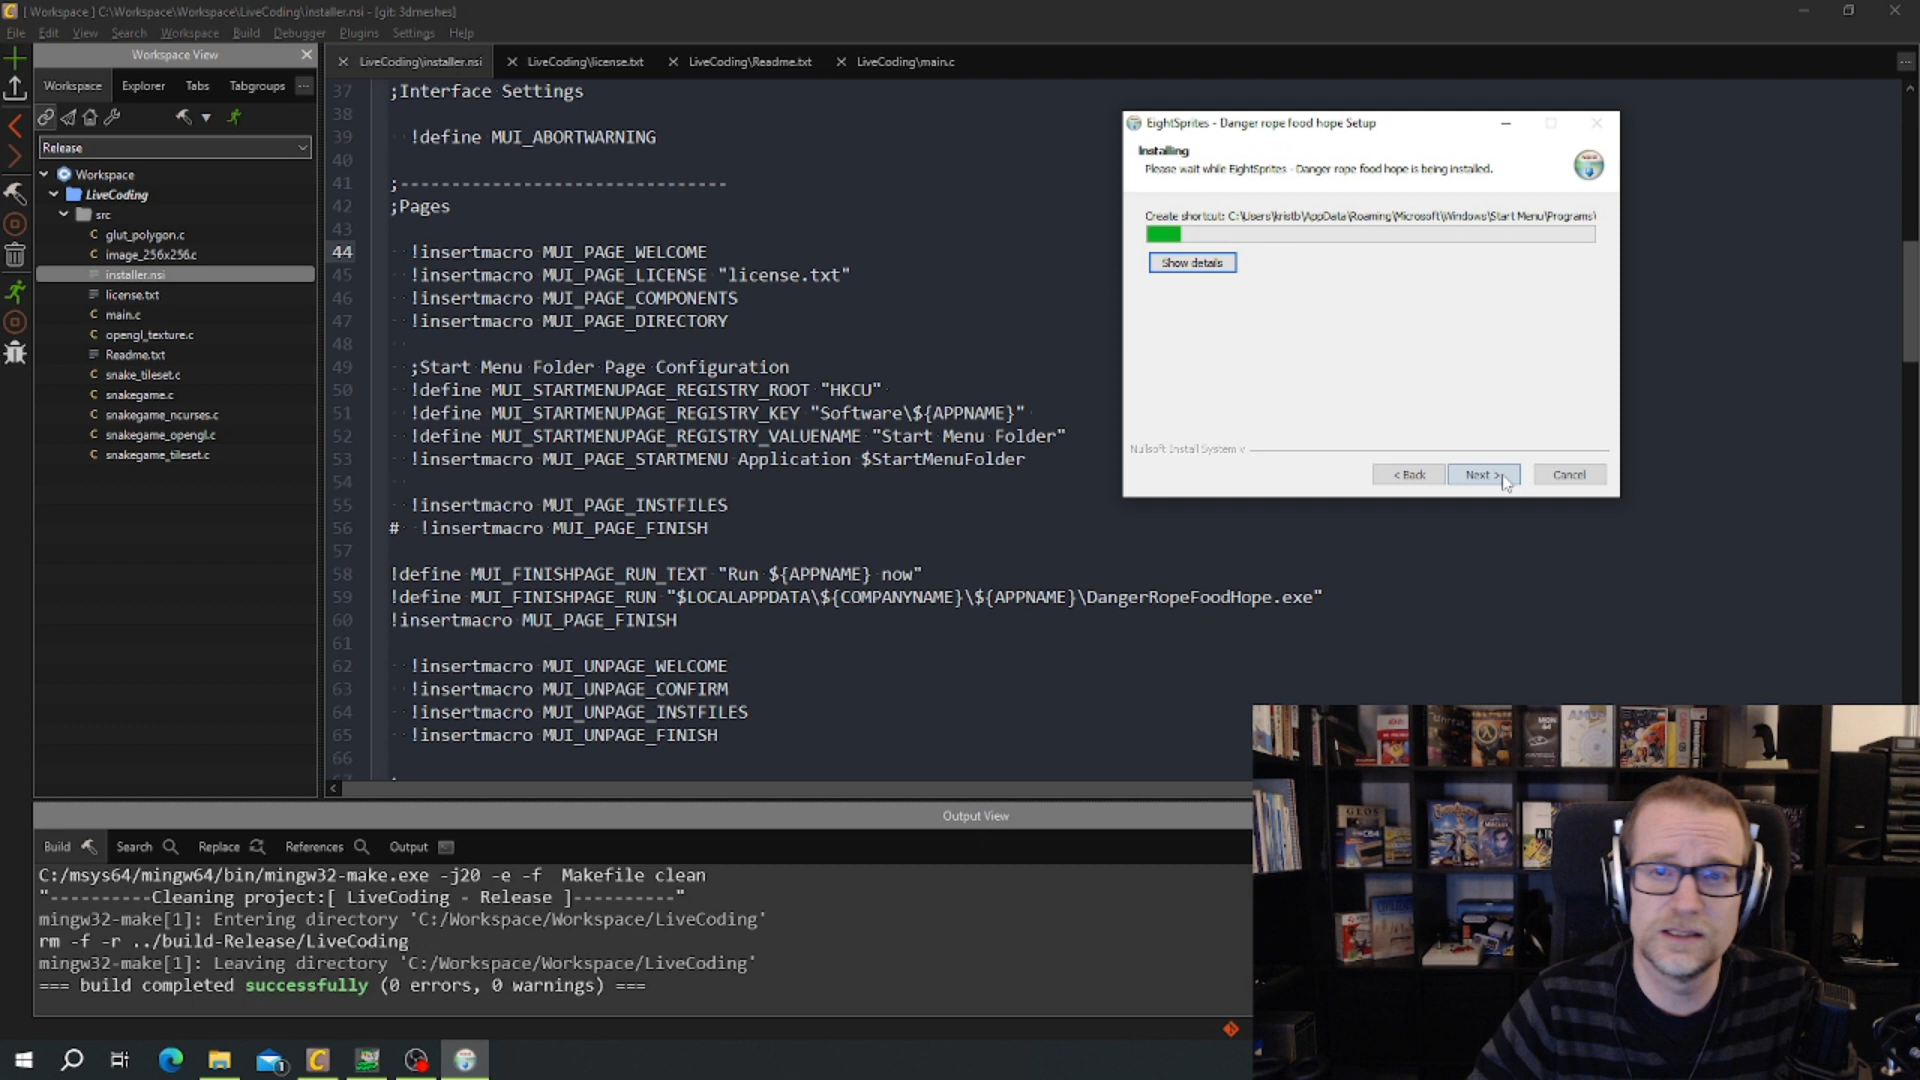 [ Workspace ] C:\Workspace\Workspace\LiveCoding\installer.nsi - [git: 3dmeshes]
File Edit View Search Workspace Build Debugger Plugins Settings Help
Workspace View
Workspace Explorer Tabs Tabgroups
Release
Workspace
LiveCoding
src
glut_polygon.c
image_256x256.c
installer.nsi
license.txt
main.c
opengl_texture.c
Readme.txt
snake_tileset.c
snakegame.c
snakegame_ncurses.c
snakegame_opengl.c
snakegame_tileset.c
LiveCoding\installer.nsi LiveCoding\license.txt LiveCoding\Readme.txt LiveCoding\main.c
37 ;Interface Settings
38
39 !define MUI_ABORTWARNING
40
41 ;--------------------------------
42 ;Pages
43
44 !insertmacro MUI_PAGE_WELCOME
45 !insertmacro MUI_PAGE_LICENSE "license.txt"
46 !insertmacro MUI_PAGE_COMPONENTS
47 !insertmacro MUI_PAGE_DIRECTORY
48
49 ;Start Menu Folder Page Configuration
50 !define MUI_STARTMENUPAGE_REGISTRY_ROOT "HKCU"
51 !define MUI_STARTMENUPAGE_REGISTRY_KEY "Software\${APPNAME}"
52 !define MUI_STARTMENUPAGE_REGISTRY_VALUENAME "Start Menu Folder"
53 !insertmacro MUI_PAGE_STARTMENU Application $StartMenuFolder
54
55 !insertmacro MUI_PAGE_INSTFILES
56 # !insertmacro MUI_PAGE_FINISH
57
58 !define MUI_FINISHPAGE_RUN_TEXT "Run ${APPNAME} now"
59 !define MUI_FINISHPAGE_RUN "$LOCALAPPDATA\${COMPANYNAME}\${APPNAME}\DangerRopeFoodHope.exe"
60 !insertmacro MUI_PAGE_FINISH
61
62 !insertmacro MUI_UNPAGE_WELCOME
63 !insertmacro MUI_UNPAGE_CONFIRM
64 !insertmacro MUI_UNPAGE_INSTFILES
65 !insertmacro MUI_UNPAGE_FINISH
66
EightSprites - Danger rope food hope Setup
Installing
Please wait while EightSprites - Danger rope food hope is being installed.
Create shortcut: C:\Users\kristb\AppData\Roaming\Microsoft\Windows\Start Menu\Programs\
Show details
Nullsoft Install System v
< Back Next > Cancel
Output View
Build Search Replace References Output
C:/msys64/mingw64/bin/mingw32-make.exe -j20 -e -f Makefile clean
"----------Cleaning project:[ LiveCoding - Release ]----------"
mingw32-make[1]: Entering directory 'C:/Workspace/Workspace/LiveCoding'
rm -f -r ../build-Release/LiveCoding
mingw32-make[1]: Leaving directory 'C:/Workspace/Workspace/LiveCoding'
=== build completed successfully (0 errors, 0 warnings) ===